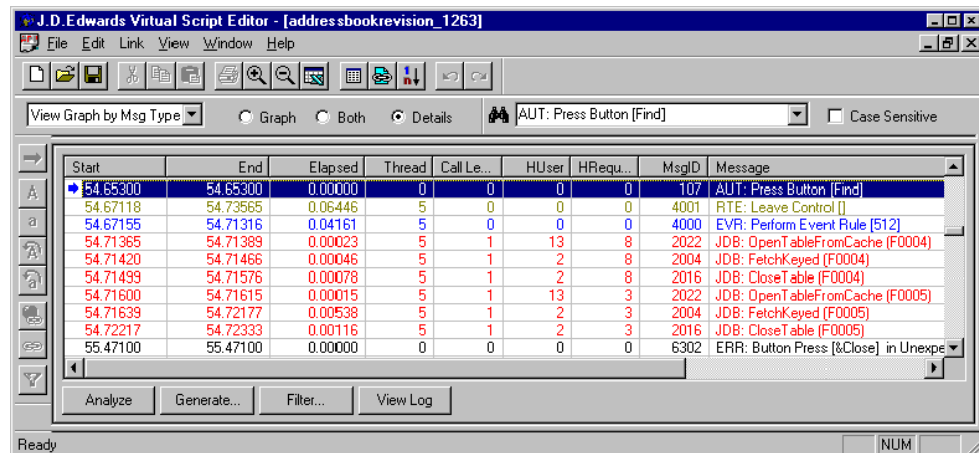 J.D.Edwards Virtual Script Editor - [addressbookrevision_1263]
File Edit Link View Window Help
View Graph by Msg Type Graph Both Details AUT: Press Button [Find] Case Sensitive
Start End Elapsed Thread Call Le... HUser HRequ... MsgID Message
54.65300 54.65300 0.00000 0 0 0 0 107 AUT: Press Button [Find]
54.67118 54.73565 0.06446 5 0 0 0 4001 RTE: Leave Control []
54.67155 54.71316 0.04161 5 0 0 0 4000 EVR: Perform Event Rule [512]
54.71365 54.71389 0.00023 5 1 13 8 2022 JDB: OpenTableFromCache (F0004)
54.71420 54.71466 0.00046 5 1 2 8 2004 JDB: FetchKeyed (F0004)
54.71499 54.71576 0.00078 5 1 2 8 2016 JDB: CloseTable (F0004)
54.71600 54.71615 0.00015 5 1 13 3 2022 JDB: OpenTableFromCache (F0005)
54.71639 54.72177 0.00538 5 1 2 3 2004 JDB: FetchKeyed (F0005)
54.72217 54.72333 0.00116 5 1 2 3 2016 JDB: CloseTable (F0005)
55.47100 55.47100 0.00000 0 0 0 0 6302 ERR: Button Press [&Close] in Unexpe
Analyze Generate... Filter... View Log
Ready NUM